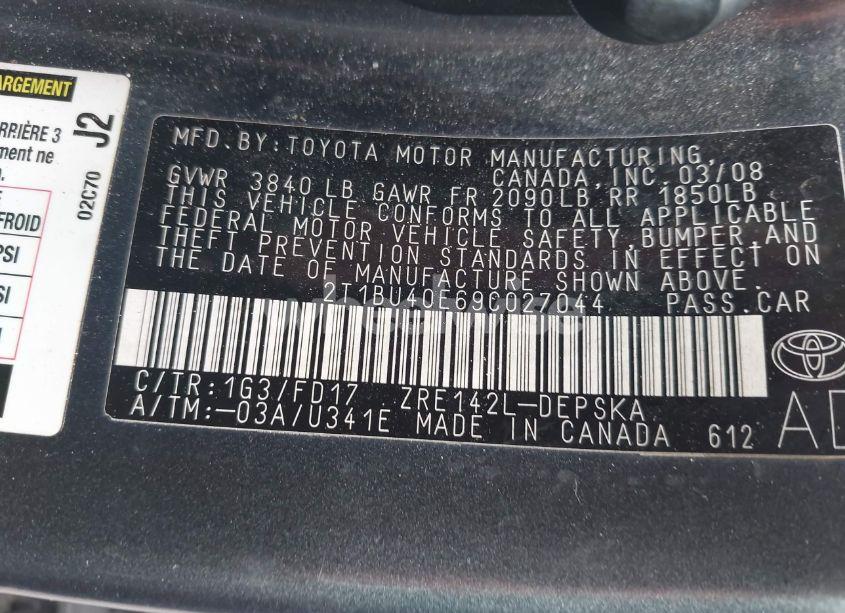 ARGEMENT
RRIÈRE 3
ment ne
FROID
PSI
SI
J2
02C70
MFD.BY:TOYOTA MOTOR MANUFACTURING,
CANADA,INC. 03/08
GVWR 3840 LB GAWR FR 2090LB RR 1850LB
THIS VEHICLE CONFORMS TO ALL APPLICABLE
FEDERAL MOTOR VEHICLE SAFETY,BUMPER,AND
THEFT PREVENTION STANDARDS IN EFFECT ON
THE DATE OF MANUFACTURE SHOWN ABOVE.
2T1BU40E69C027044 PASS.CAR
C/TR:1G3/FD17 ZRE142L-DEPSKA
A/TM:-03A/U341E MADE IN CANADA 612
AD